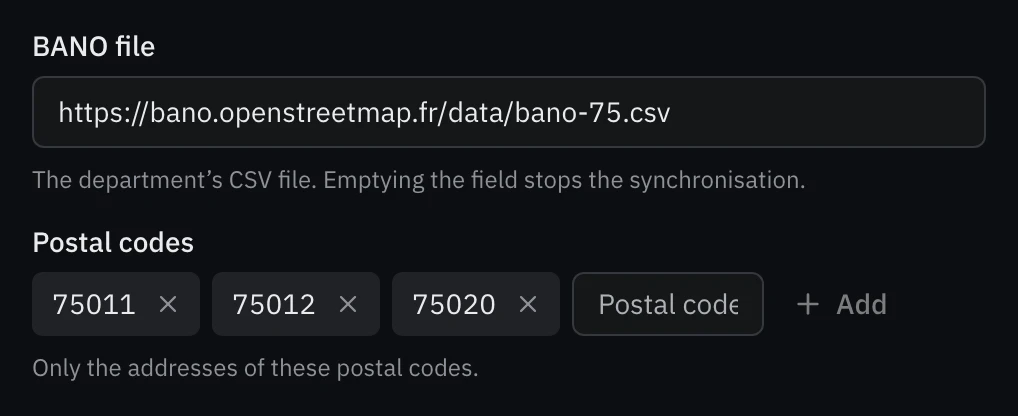 BANO file
https://bano.openstreetmap.fr/data/bano-75.csv
The department’s CSV file. Emptying the field stops the synchronisation.
Postal codes
75011 × 75012 × 75020 × Postal code + Add
Only the addresses of these postal codes.